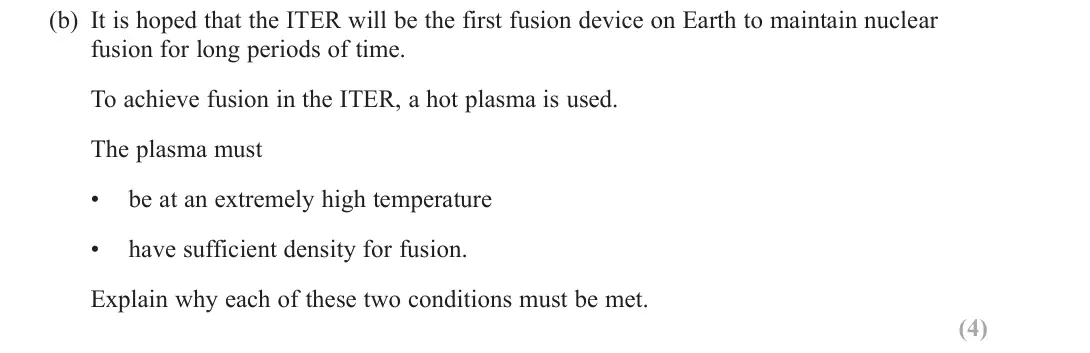 (b) It is hoped that the ITER will be the first fusion device on Earth to maintain nuclear
fusion for long periods of time.
To achieve fusion in the ITER, a hot plasma is used.
The plasma must
• be at an extremely high temperature
• have sufficient density for fusion.
Explain why each of these two conditions must be met.
(4)